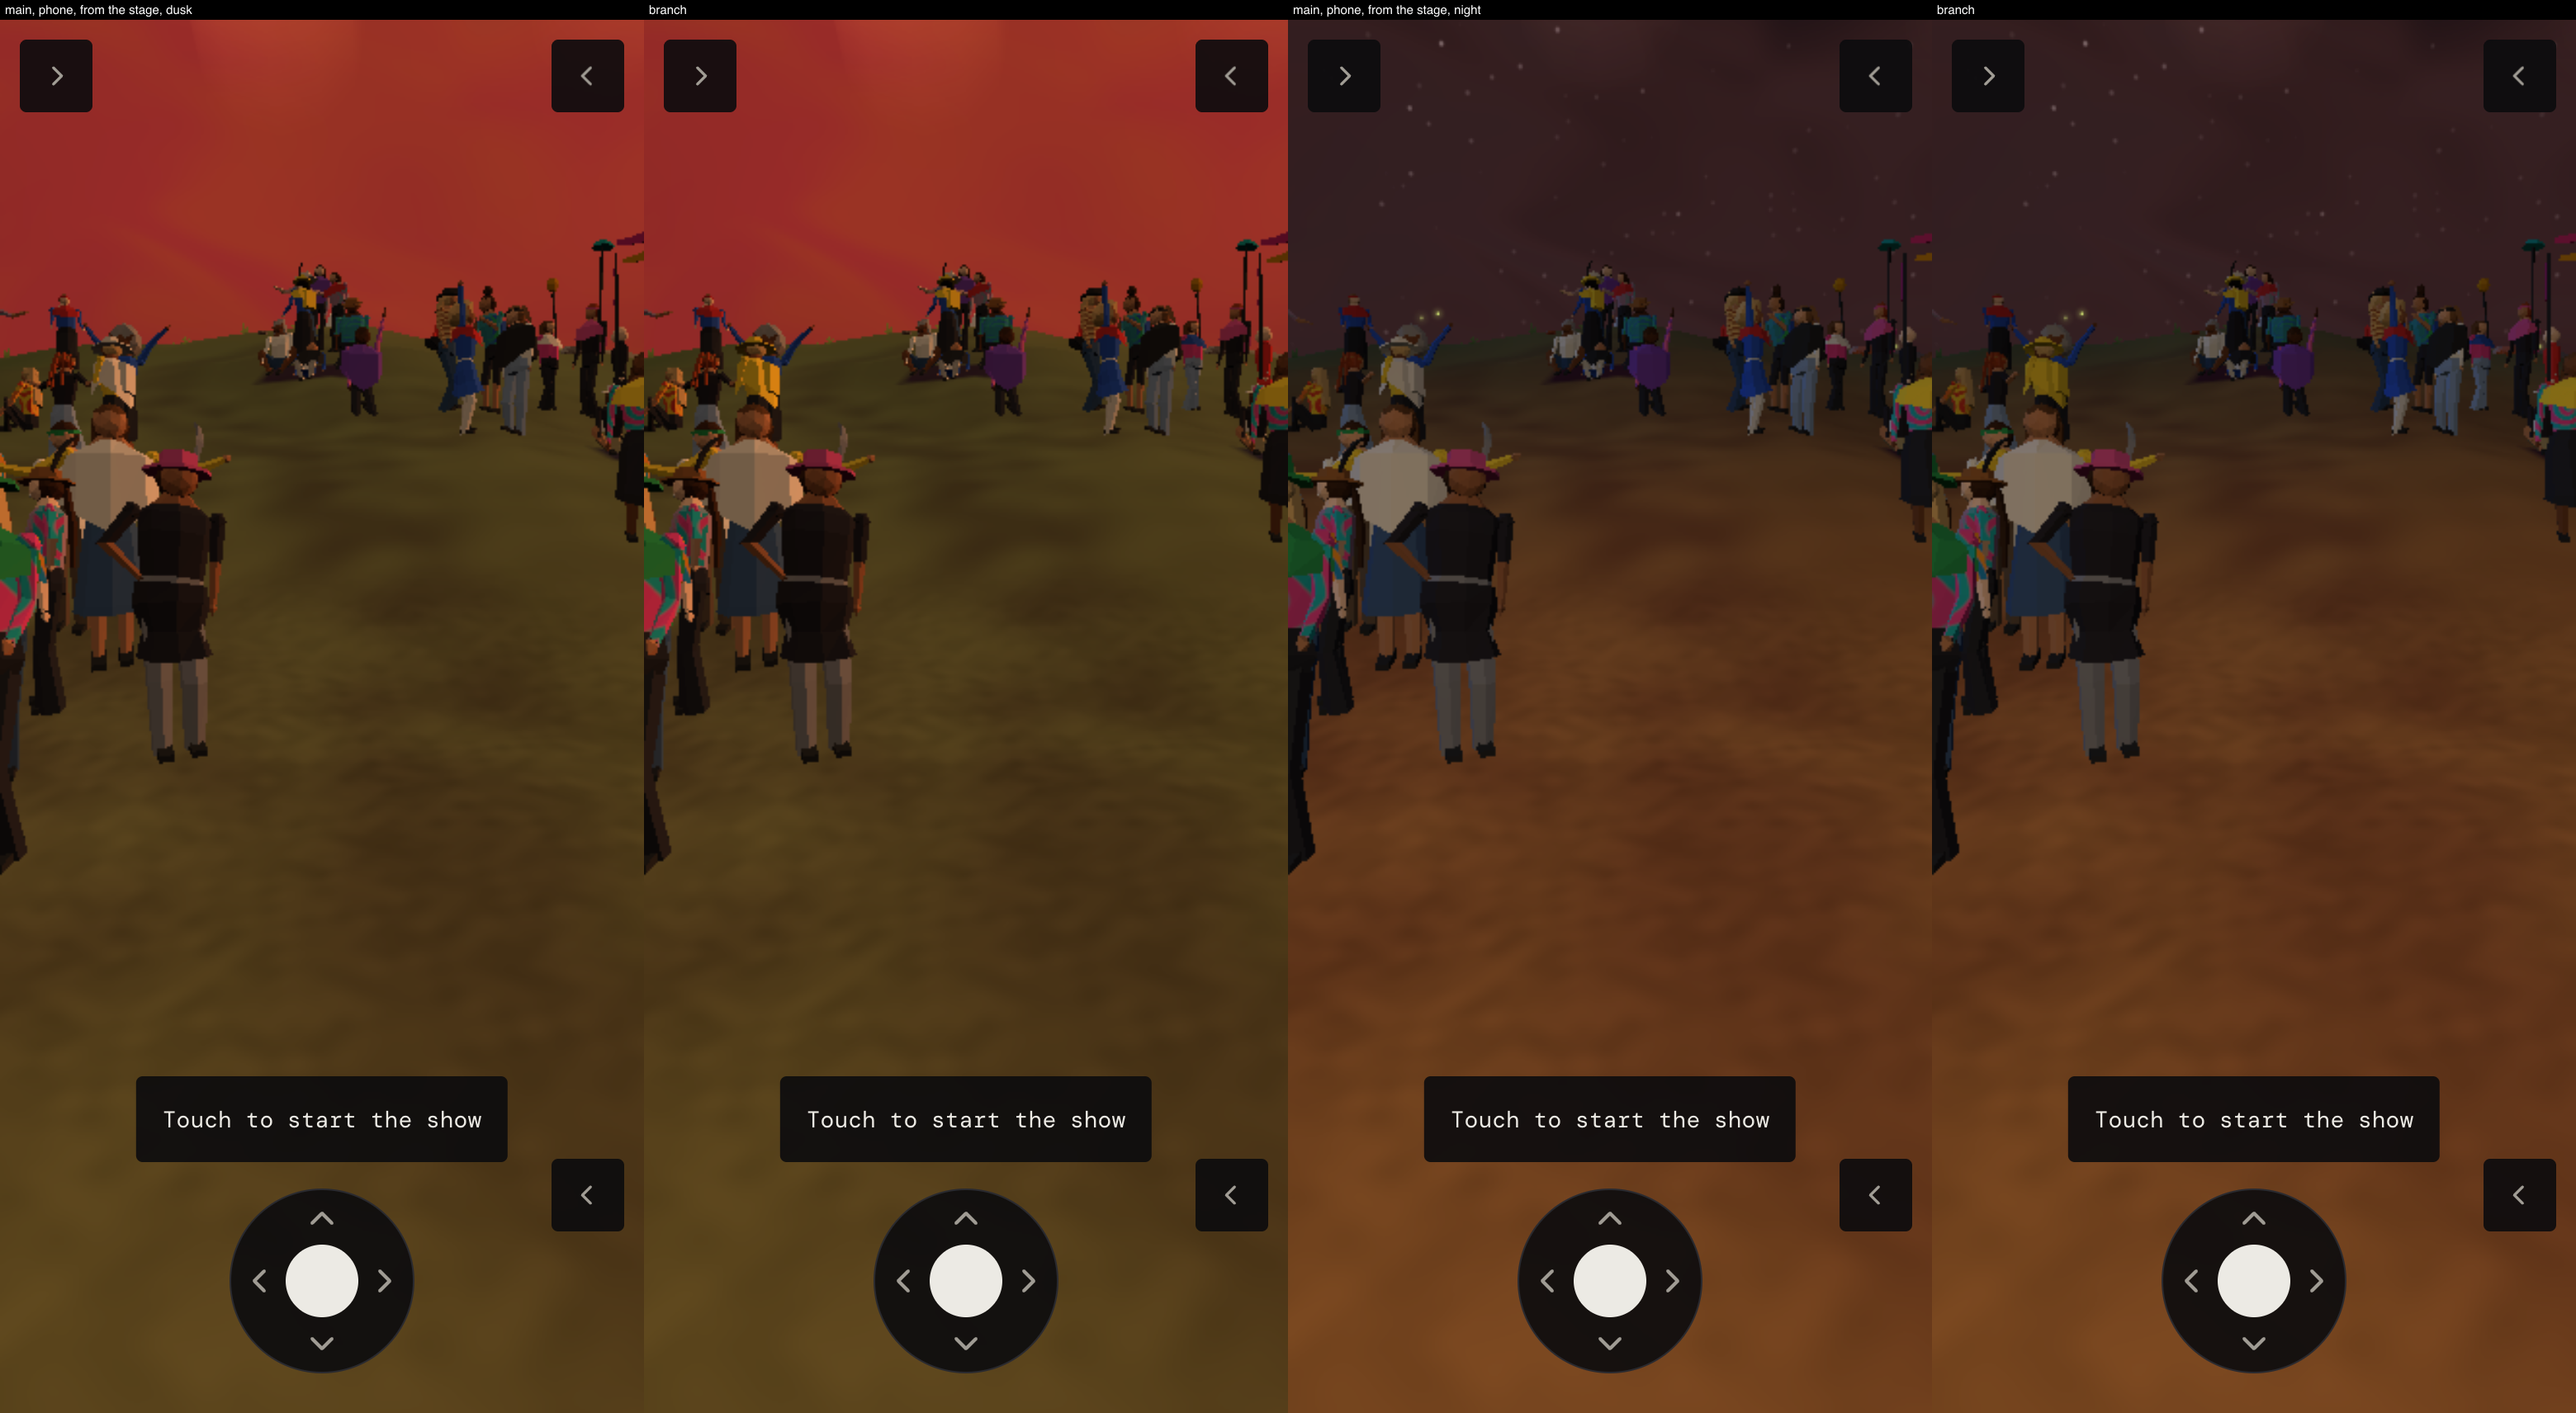 main, phone, from the stage, dusk
branch
main, phone, from the stage, night
branch
Touch to start the show
Touch to start the show
Touch to start the show
Touch to start the show